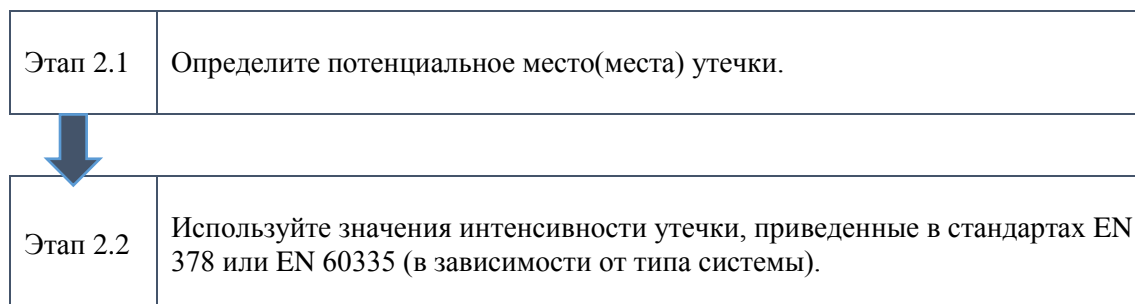 Этап 2.1
Определите потенциальное место(места) утечки.
Этап 2.2
Используйте значения интенсивности утечки, приведенные в стандартах EN
378 или EN 60335 (в зависимости от типа системы).